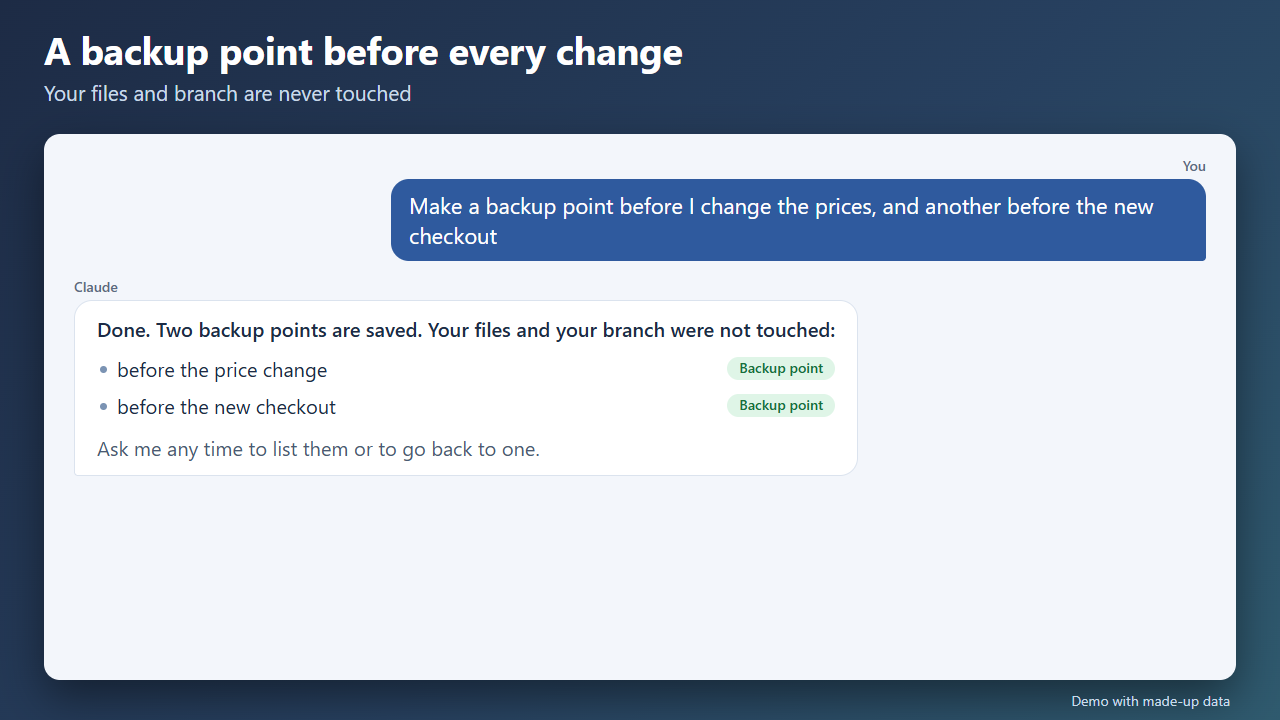 A backup point before every change
Your files and branch are never touched
You
Make a backup point before I change the prices, and another before the new
checkout
Claude
Done. Two backup points are saved. Your files and your branch were not touched:
before the price change
Backup point
before the new checkout
Backup point
Ask me any time to list them or to go back to one.
Demo with made-up data